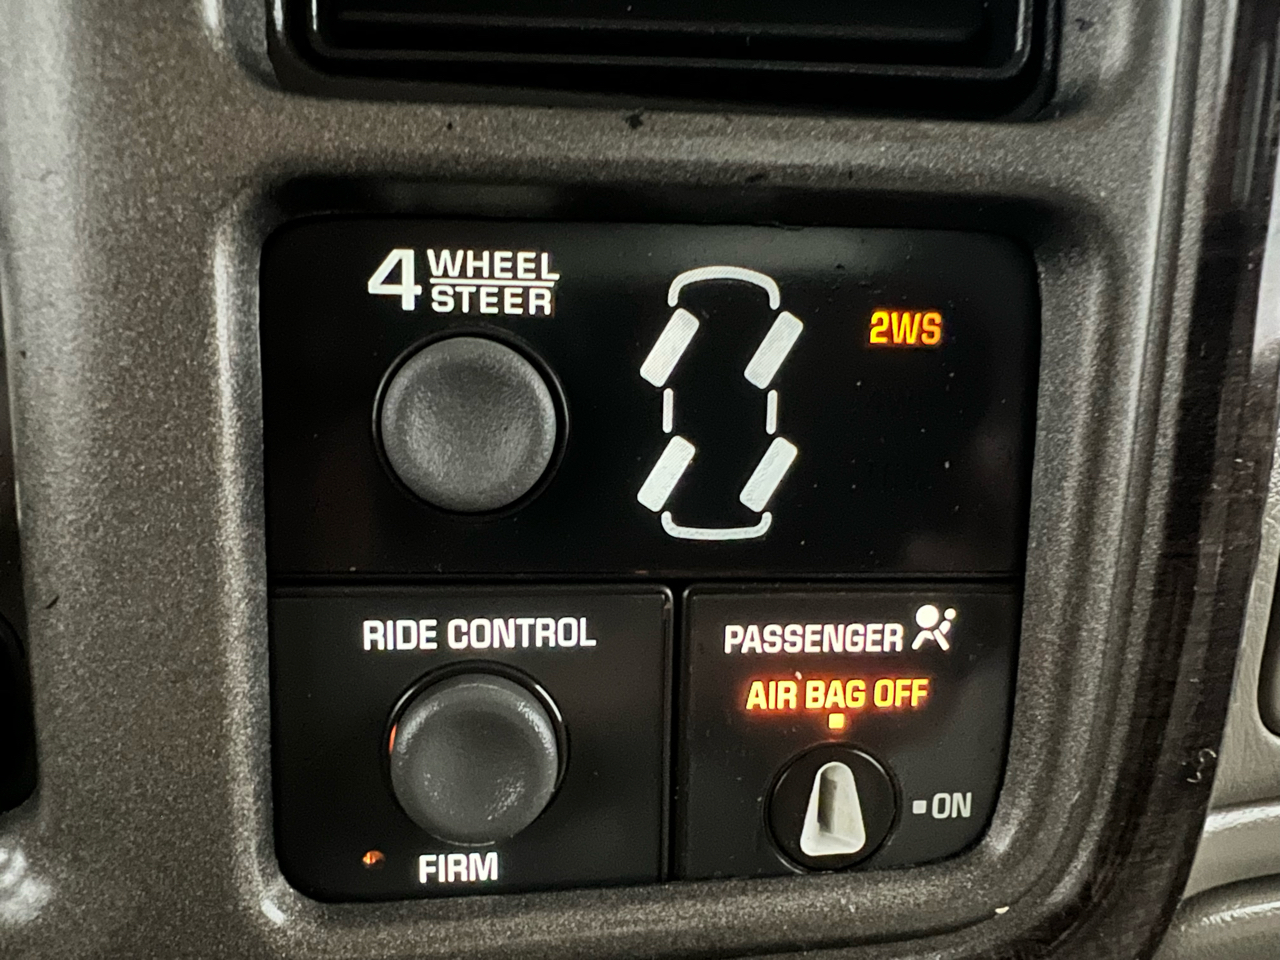 4 WHEEL
STEER
2WS
RIDE CONTROL
FIRM
PASSENGER
AIR BAG OFF
ON